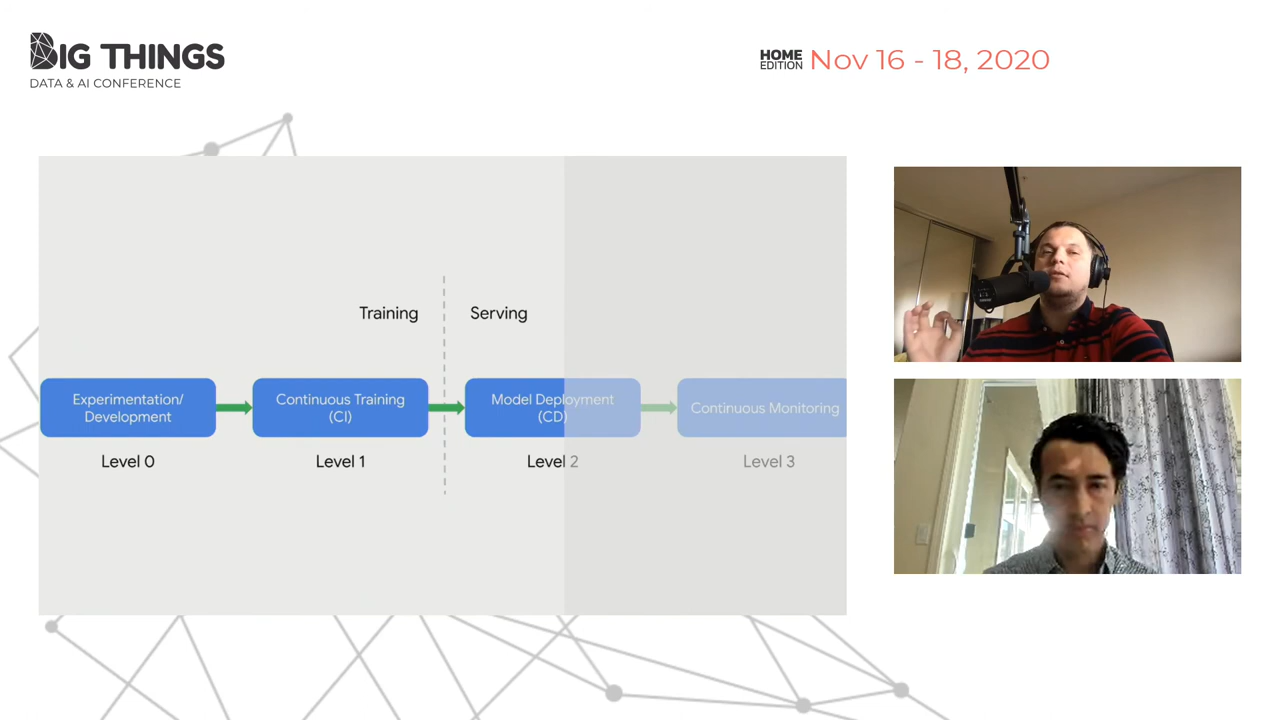 BIG THINGS
DATA & AI CONFERENCE
HOME
EDITION
Nov 16 - 18, 2020
Training
Serving
Experimentation/
Development
Continuous Training
(CI)
Model Deployment
(CD)
Continuous Monitoring
Level 0
Level 1
Level 2
Level 3